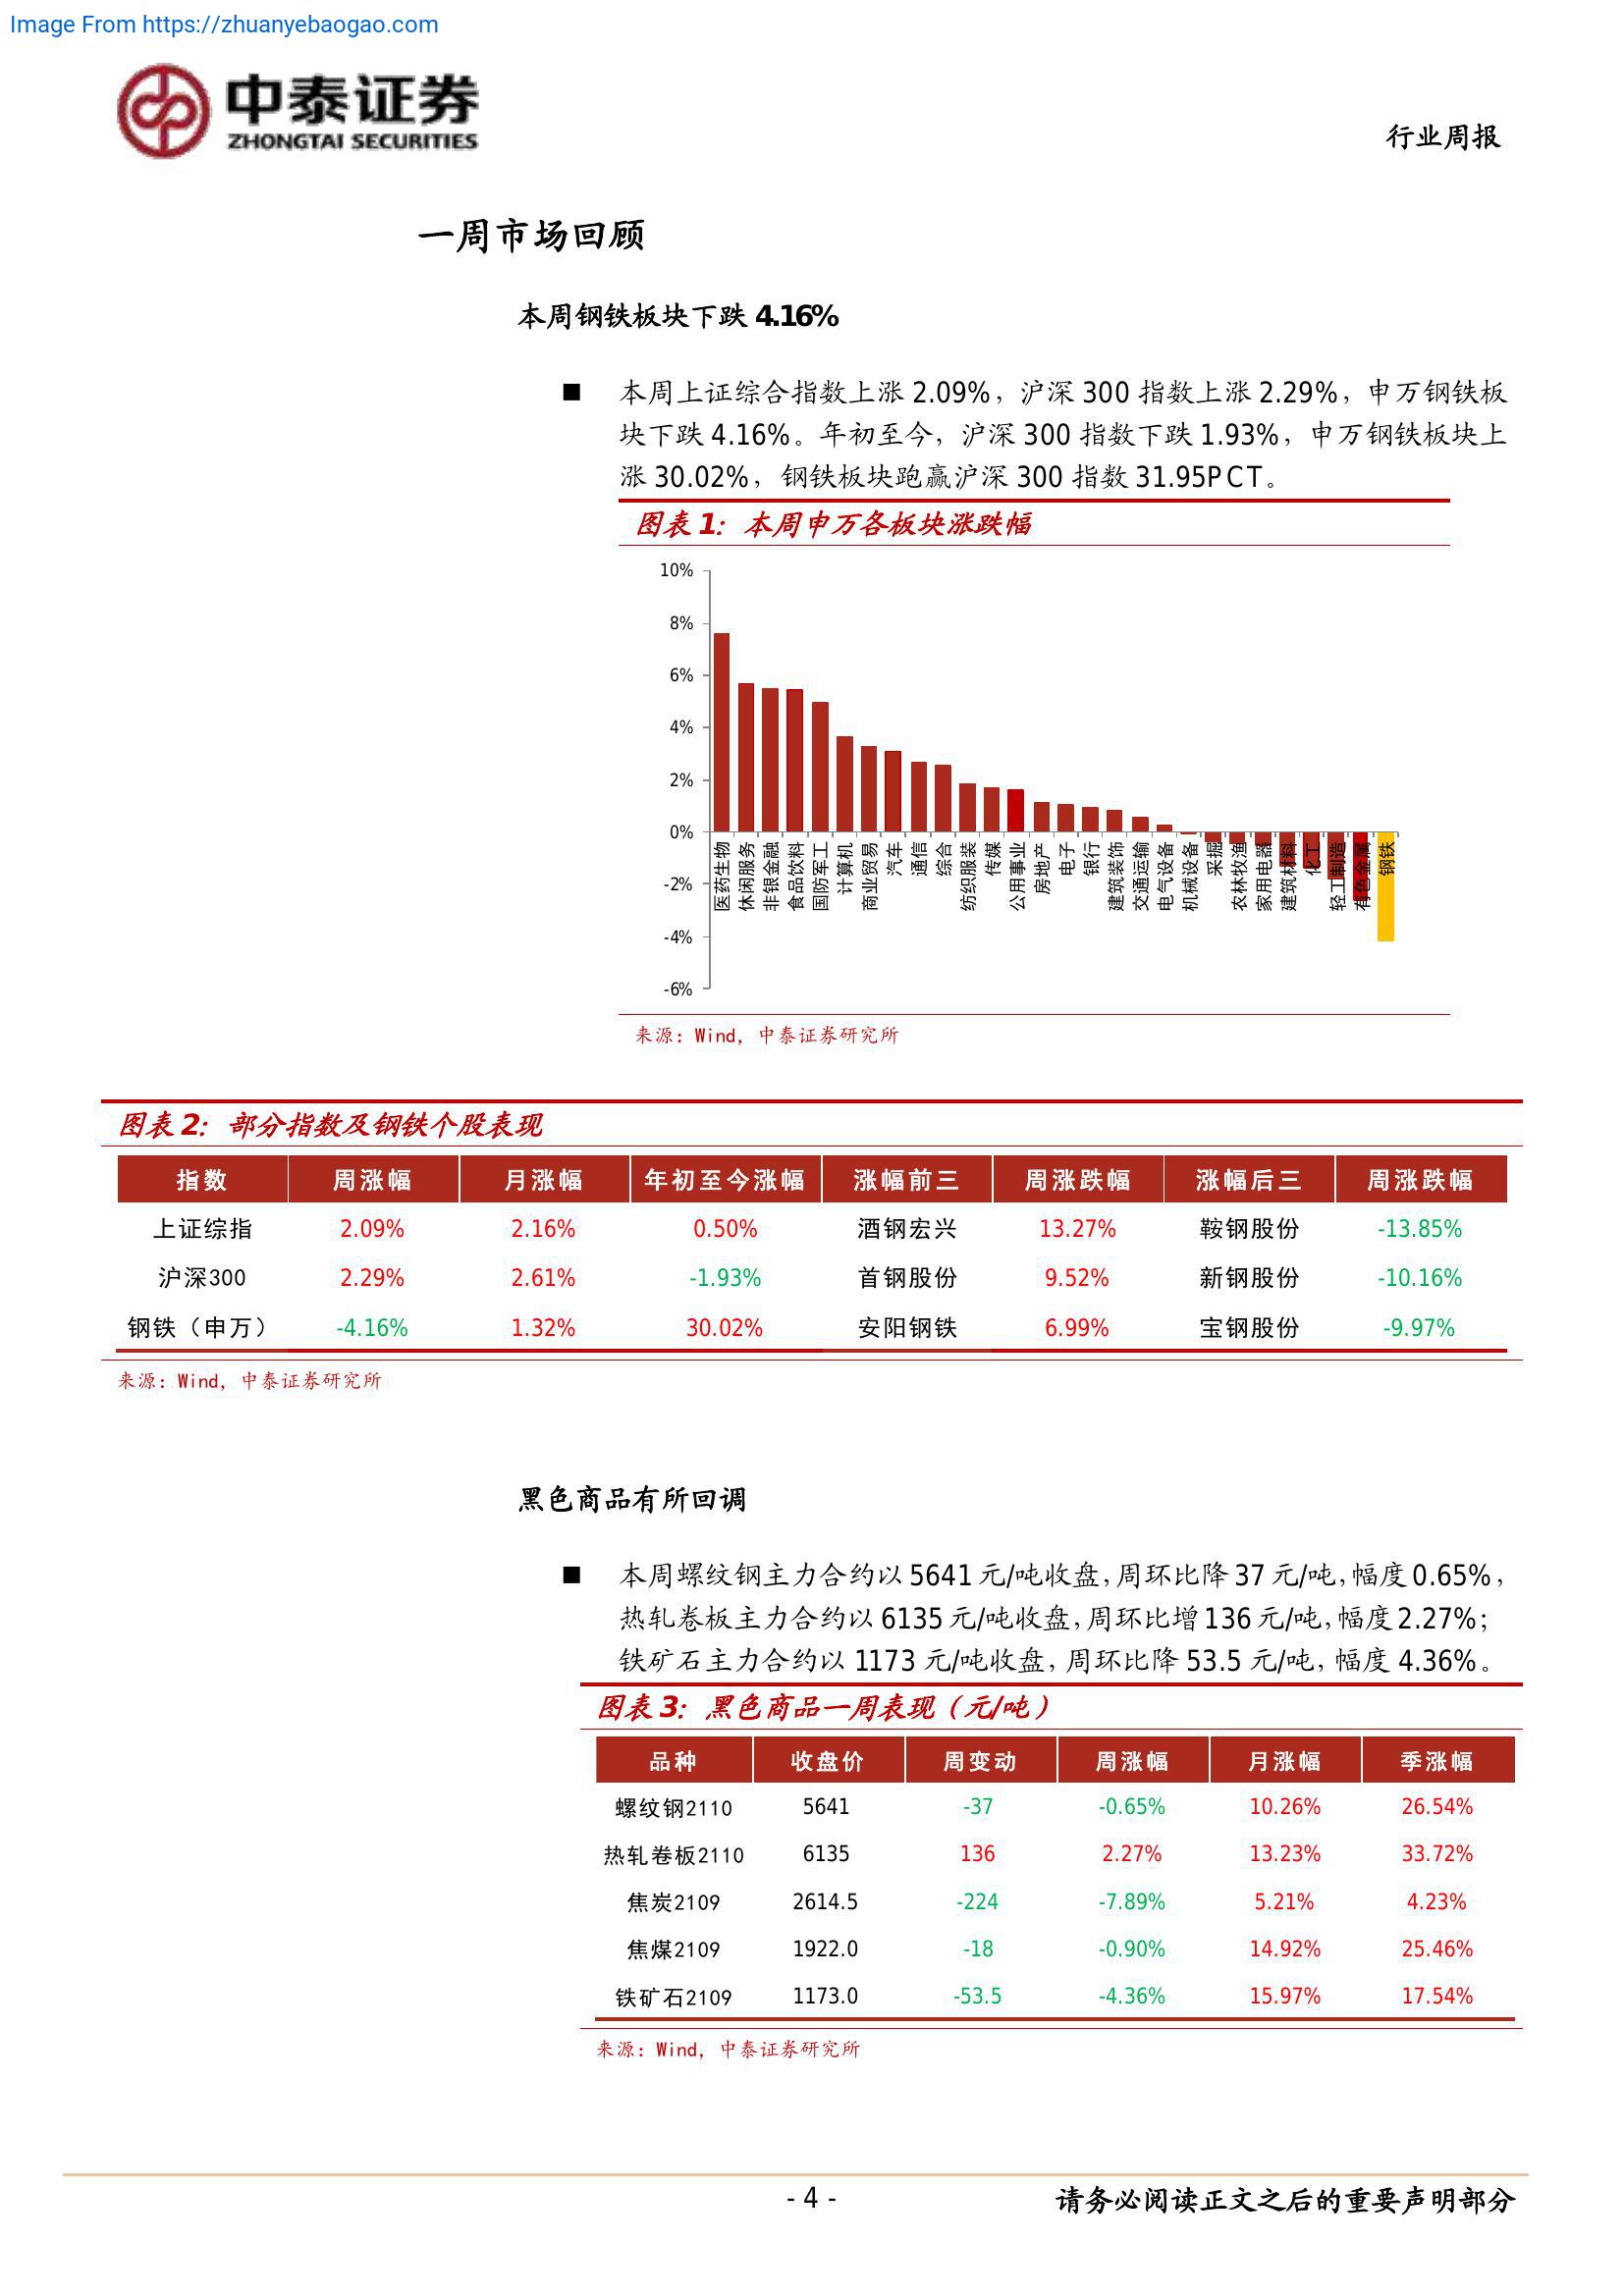 Image From https://zhuanyebaogao.com
中泰证券
ZHONGTAI SECURITIES
行业周报
一周市场回顾
本周钢铁板块下跌 4.16%
■ 本周上证综合指数上涨 2.09%，沪深 300 指数上涨 2.29%，申万钢铁板
块下跌 4.16%。年初至今，沪深 300 指数下跌 1.93%，申万钢铁板块上
涨 30.02%，钢铁板块跑赢沪深 300 指数 31.95PCT。
图表 1：本周申万各板块涨跌幅
10%
8%
6%
4%
2%
0%
-2%
-4%
-6%
医药生物
休闲服务
非银金融
食品饮料
国防军工
计算机
商业贸易
汽车
通信
综合
纺织服装
传媒
公用事业
房地产
电子
银行
建筑装饰
交通运输
电气设备
机械设备
采掘
农林牧渔
家用电器
建筑材料
化工
轻工制造
有色金属
钢铁
来源：Wind，中泰证券研究所
图表 2：部分指数及钢铁个股表现
指数 周涨幅 月涨幅 年初至今涨幅 涨幅前三 周涨跌幅 涨幅后三 周涨跌幅
上证综指 2.09% 2.16% 0.50% 酒钢宏兴 13.27% 鞍钢股份 -13.85%
沪深300 2.29% 2.61% -1.93% 首钢股份 9.52% 新钢股份 -10.16%
钢铁（申万） -4.16% 1.32% 30.02% 安阳钢铁 6.99% 宝钢股份 -9.97%
来源：Wind，中泰证券研究所
黑色商品有所回调
■ 本周螺纹钢主力合约以 5641 元/吨收盘，周环比降 37 元/吨，幅度 0.65%，
热轧卷板主力合约以 6135 元/吨收盘，周环比增 136 元/吨，幅度 2.27%；
铁矿石主力合约以 1173 元/吨收盘，周环比降 53.5 元/吨，幅度 4.36%。
图表 3：黑色商品一周表现（元/吨）
品种 收盘价 周变动 周涨幅 月涨幅 季涨幅
螺纹钢2110 5641 -37 -0.65% 10.26% 26.54%
热轧卷板2110 6135 136 2.27% 13.23% 33.72%
焦炭2109 2614.5 -224 -7.89% 5.21% 4.23%
焦煤2109 1922.0 -18 -0.90% 14.92% 25.46%
铁矿石2109 1173.0 -53.5 -4.36% 15.97% 17.54%
来源：Wind，中泰证券研究所
- 4 -
请务必阅读正文之后的重要声明部分